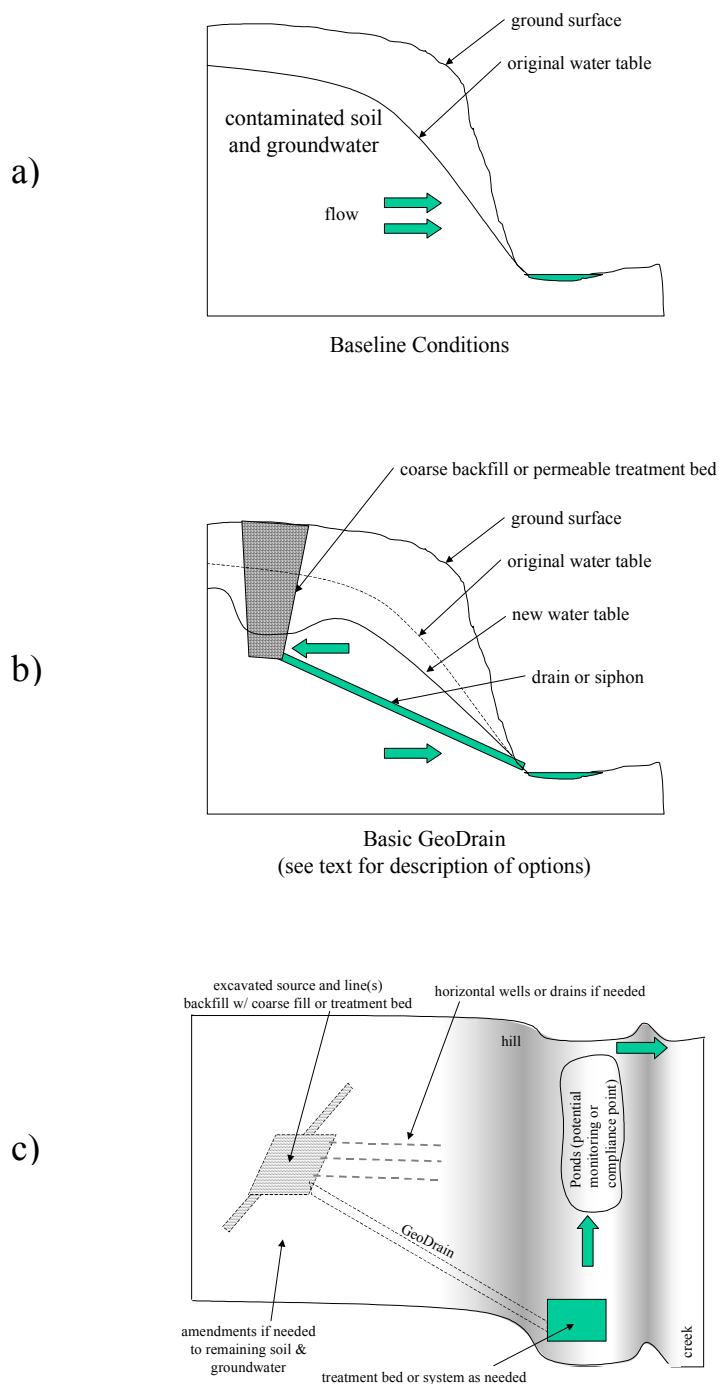 a)
ground surface
original water table
contaminated soil
and groundwater
flow
Baseline Conditions
b)
coarse backfill or permeable treatment bed
ground surface
original water table
new water table
drain or siphon
Basic GeoDrain
(see text for description of options)
c)
excavated source and line(s)
backfill w/ coarse fill or treatment bed
horizontal wells or drains if needed
hill
Ponds (potential
monitoring or
compliance point)
GeoDrain
amendments if needed
to remaining soil &
groundwater
treatment bed or system as needed
creek